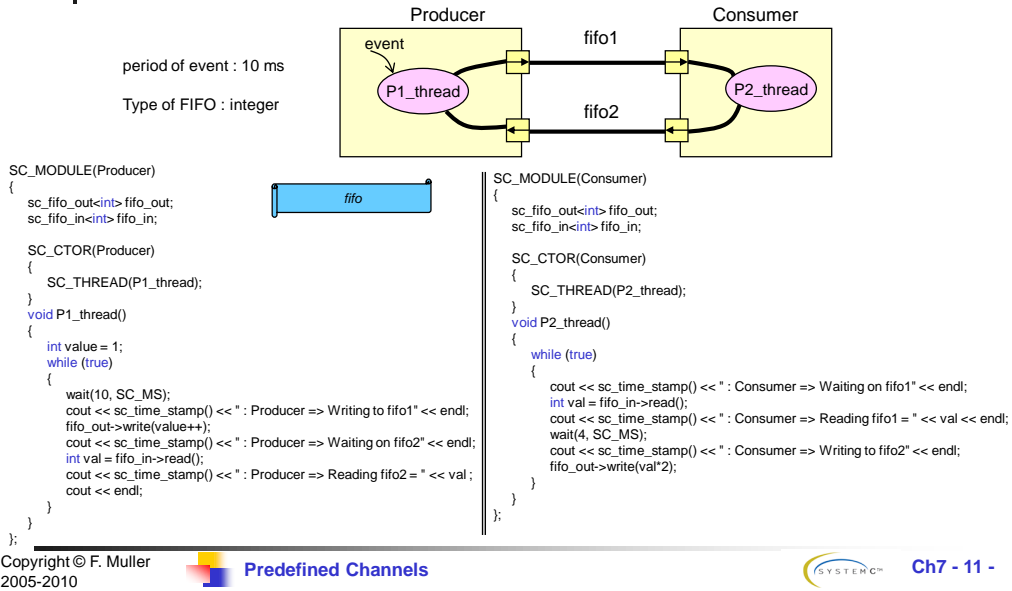 Producer
Consumer
event
fifo1
period of event : 10 ms
P1_thread
P2_thread
Type of FIFO : integer
fifo2
SC_MODULE(Producer)
{
sc_fifo_out<int> fifo_out;
sc_fifo_in<int> fifo_in;
SC_CTOR(Producer)
{
SC_THREAD(P1_thread);
}
void P1_thread()
{
int value = 1;
while (true)
{
wait(10, SC_MS);
cout << sc_time_stamp() << " : Producer => Writing to fifo1" << endl;
fifo_out->write(value++);
cout << sc_time_stamp() << " : Producer => Waiting on fifo2" << endl;
int val = fifo_in->read();
cout << sc_time_stamp() << " : Producer => Reading fifo2 = " << val ;
cout << endl;
}
}
};
fifo
SC_MODULE(Consumer)
{
sc_fifo_out<int> fifo_out;
sc_fifo_in<int> fifo_in;
SC_CTOR(Consumer)
{
SC_THREAD(P2_thread);
}
void P2_thread()
{
while (true)
{
cout << sc_time_stamp() << " : Consumer => Waiting on fifo1" << endl;
int val = fifo_in->read();
cout << sc_time_stamp() << " : Consumer => Reading fifo1 = " << val << endl;
wait(4, SC_MS);
cout << sc_time_stamp() << " : Consumer => Writing to fifo2" << endl;
fifo_out->write(val*2);
}
}
};
Copyright © F. Muller
2005-2010
Predefined Channels
SYSTEMC™
Ch7 - 11 -